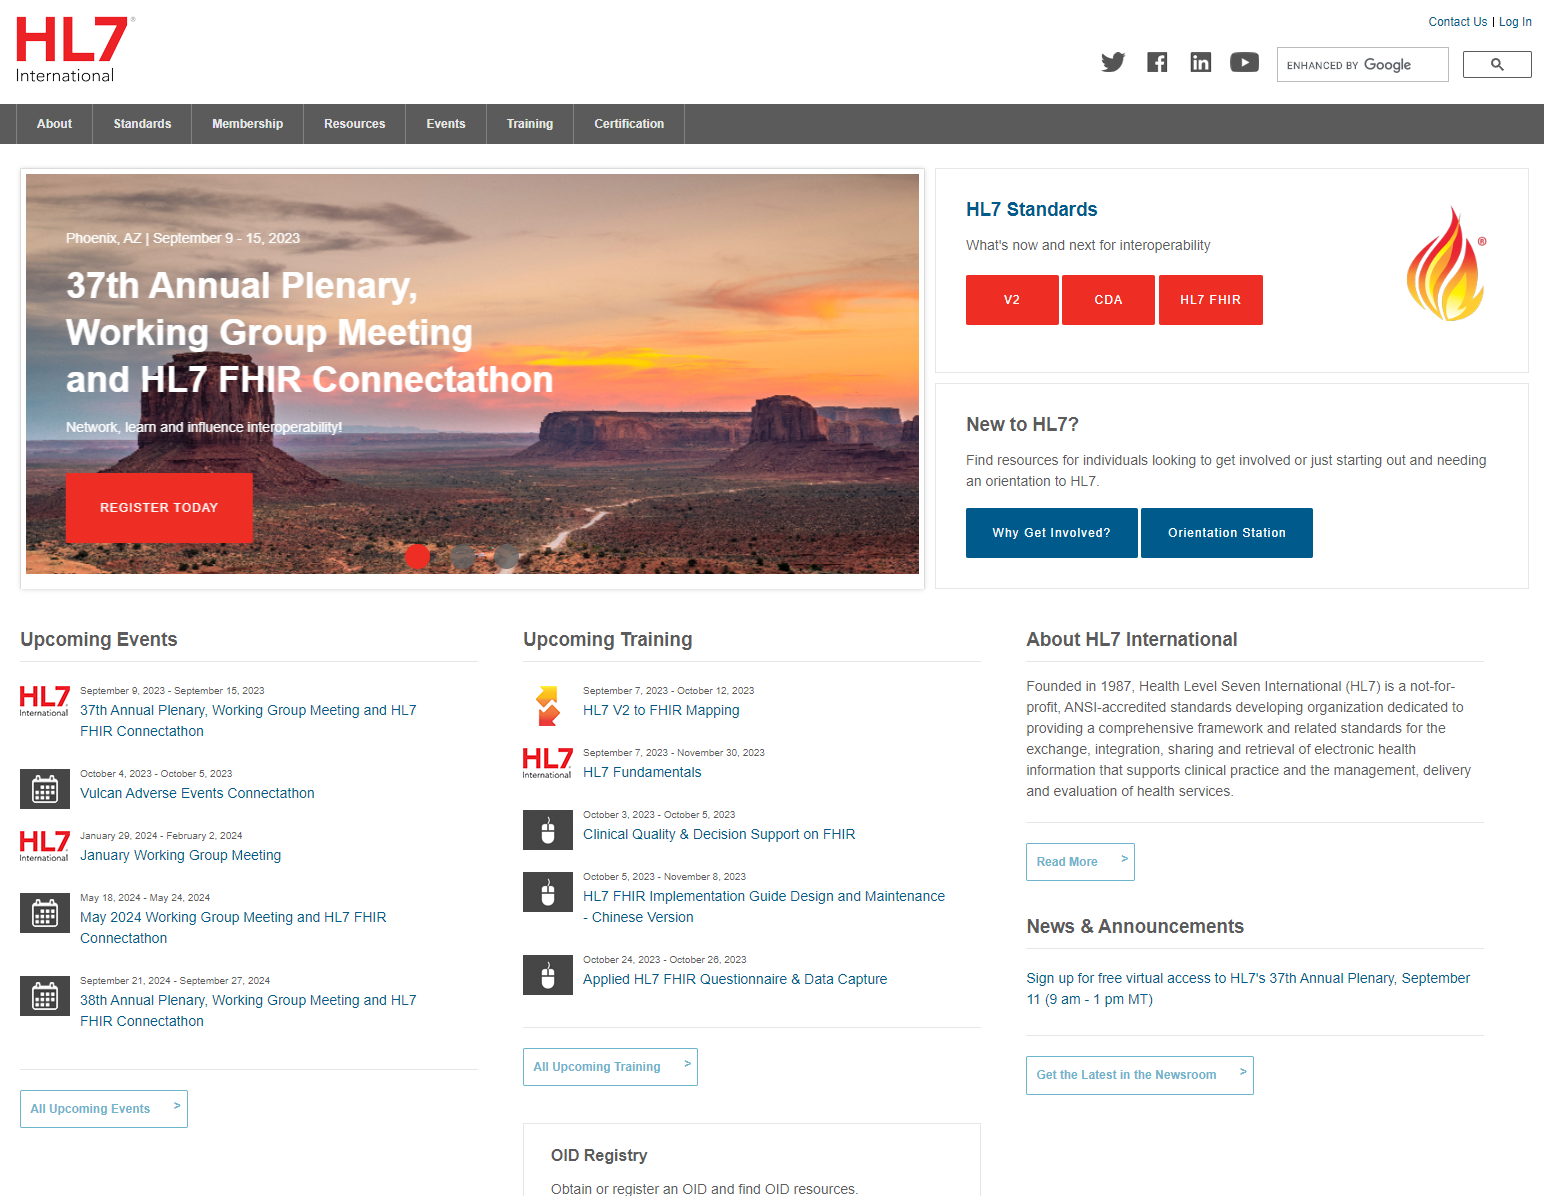 HL7®
International
Contact Us | Log In
ENHANCED BY Google
About
Standards
Membership
Resources
Events
Training
Certification
Phoenix, AZ | September 9 - 15, 2023
37th Annual Plenary,
Working Group Meeting
and HL7 FHIR Connectathon
Network, learn and influence interoperability!
REGISTER TODAY
HL7 Standards
What's now and next for interoperability
V2
CDA
HL7 FHIR
®
New to HL7?
Find resources for individuals looking to get involved or just starting out and needing
an orientation to HL7.
Why Get Involved?
Orientation Station
Upcoming Events
HL7
International
September 9, 2023 - September 15, 2023
37th Annual Plenary, Working Group Meeting and HL7
FHIR Connectathon
October 4, 2023 - October 5, 2023
Vulcan Adverse Events Connectathon
HL7
International
January 29, 2024 - February 2, 2024
January Working Group Meeting
May 18, 2024 - May 24, 2024
May 2024 Working Group Meeting and HL7 FHIR
Connectathon
September 21, 2024 - September 27, 2024
38th Annual Plenary, Working Group Meeting and HL7
FHIR Connectathon
All Upcoming Events >
Upcoming Training
September 7, 2023 - October 12, 2023
HL7 V2 to FHIR Mapping
HL7
International
September 7, 2023 - November 30, 2023
HL7 Fundamentals
October 3, 2023 - October 5, 2023
Clinical Quality & Decision Support on FHIR
October 5, 2023 - November 8, 2023
HL7 FHIR Implementation Guide Design and Maintenance
- Chinese Version
October 24, 2023 - October 26, 2023
Applied HL7 FHIR Questionnaire & Data Capture
All Upcoming Training >
OID Registry
Obtain or register an OID and find OID resources.
About HL7 International
Founded in 1987, Health Level Seven International (HL7) is a not-for-
profit, ANSI-accredited standards developing organization dedicated to
providing a comprehensive framework and related standards for the
exchange, integration, sharing and retrieval of electronic health
information that supports clinical practice and the management, delivery
and evaluation of health services.
Read More >
News & Announcements
Sign up for free virtual access to HL7's 37th Annual Plenary, September
11 (9 am - 1 pm MT)
Get the Latest in the Newsroom >